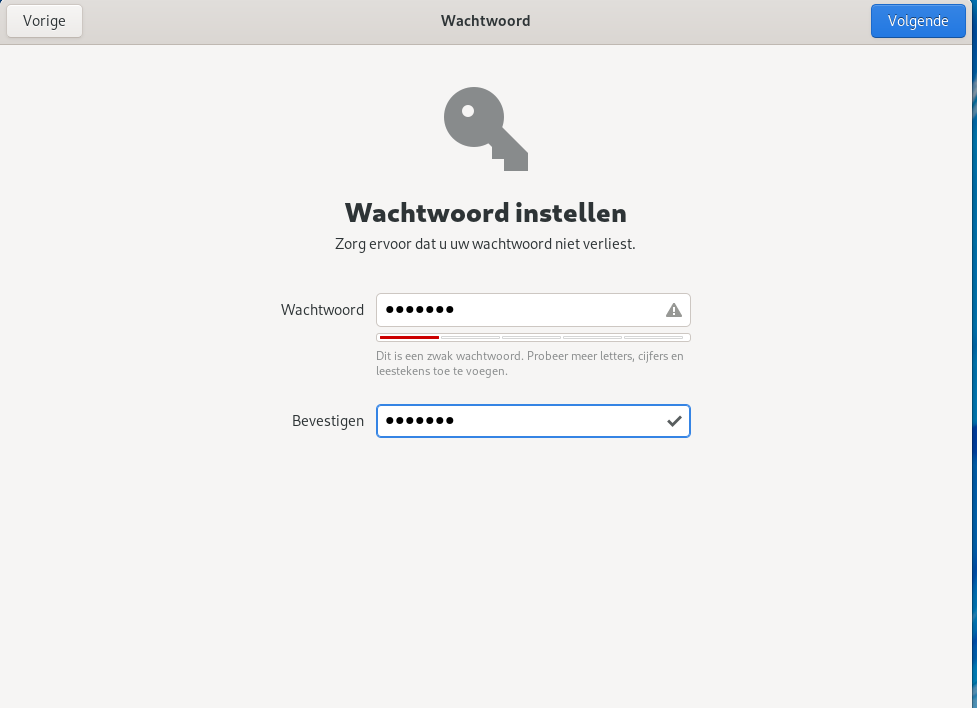 Vorige
Wachtwoord
Volgende
Wachtwoord instellen
Zorg ervoor dat u uw wachtwoord niet verliest.
Wachtwoord ●●●●●●●
Dit is een zwak wachtwoord. Probeer meer letters, cijfers en
leestekens toe te voegen.
Bevestigen ●●●●●●●